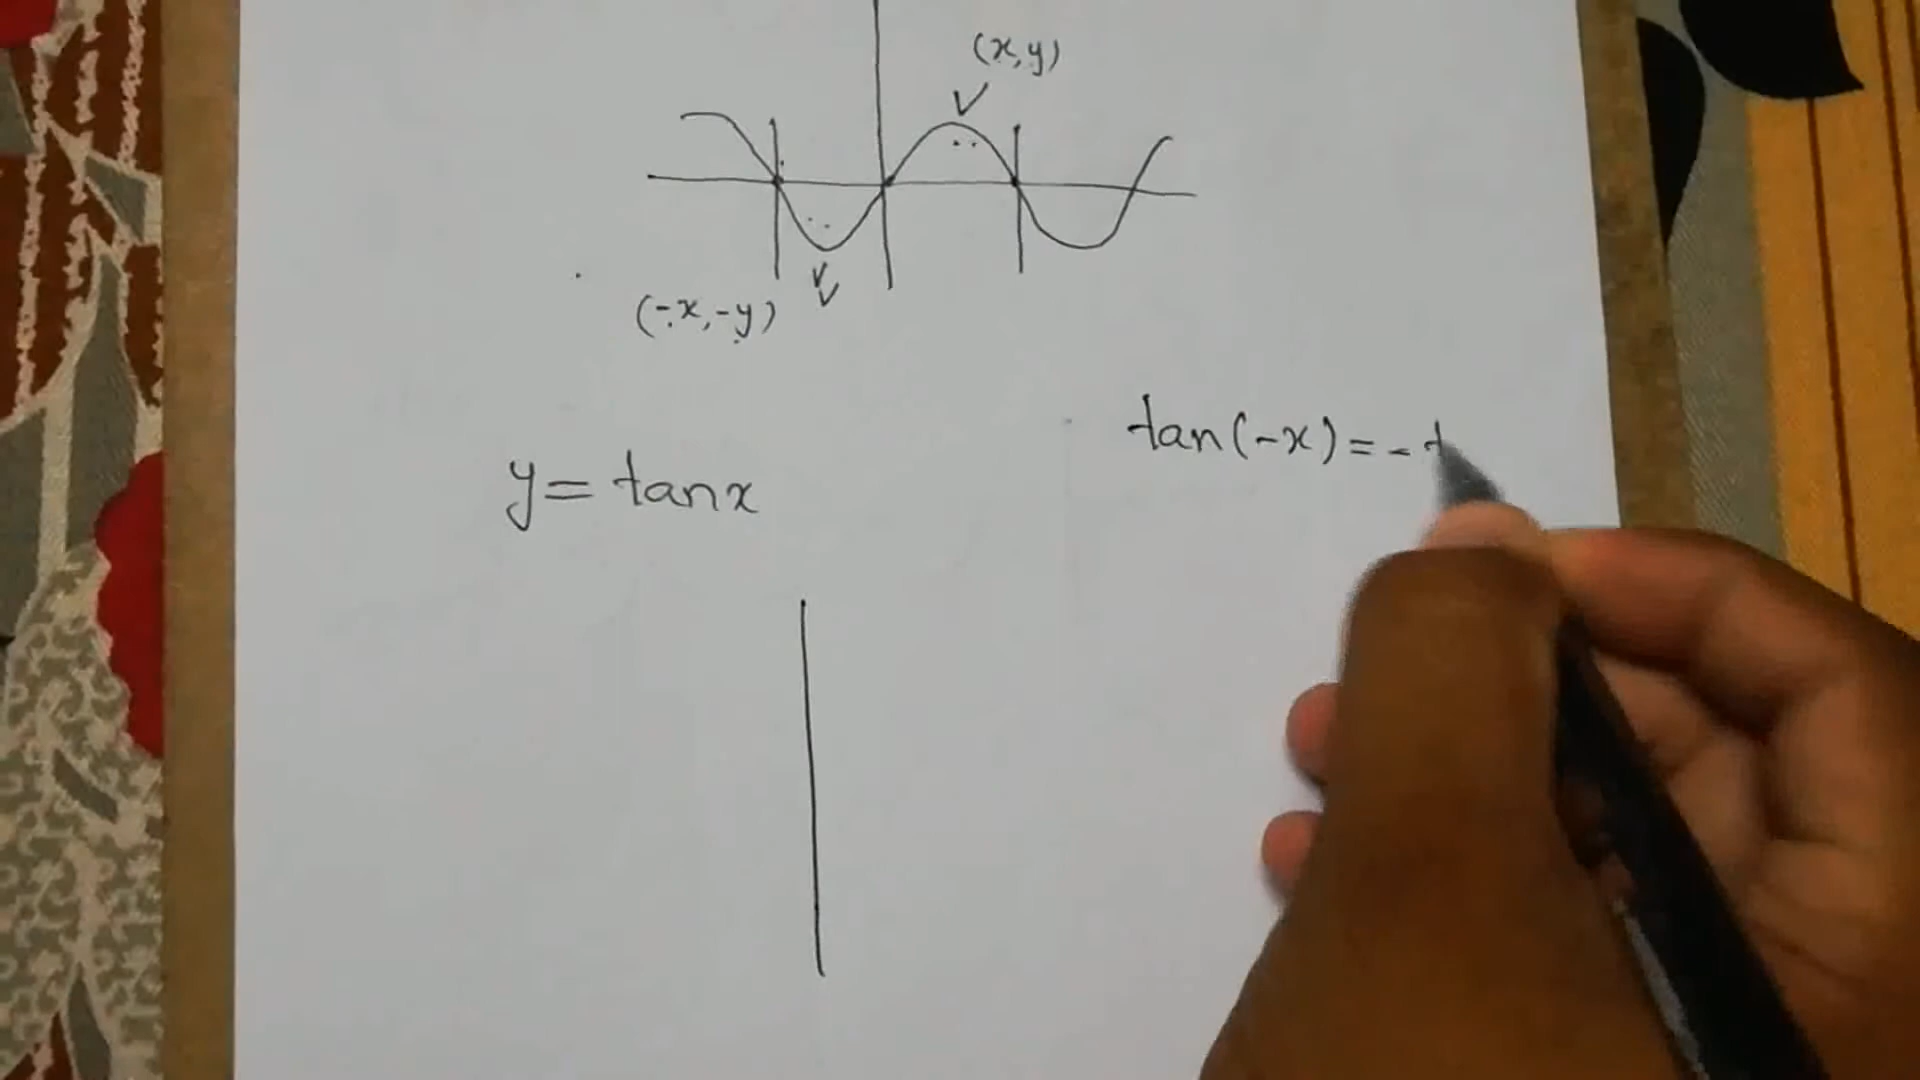 (x,y)
(-x,-y)
tan(-x)=-t
y=tanx